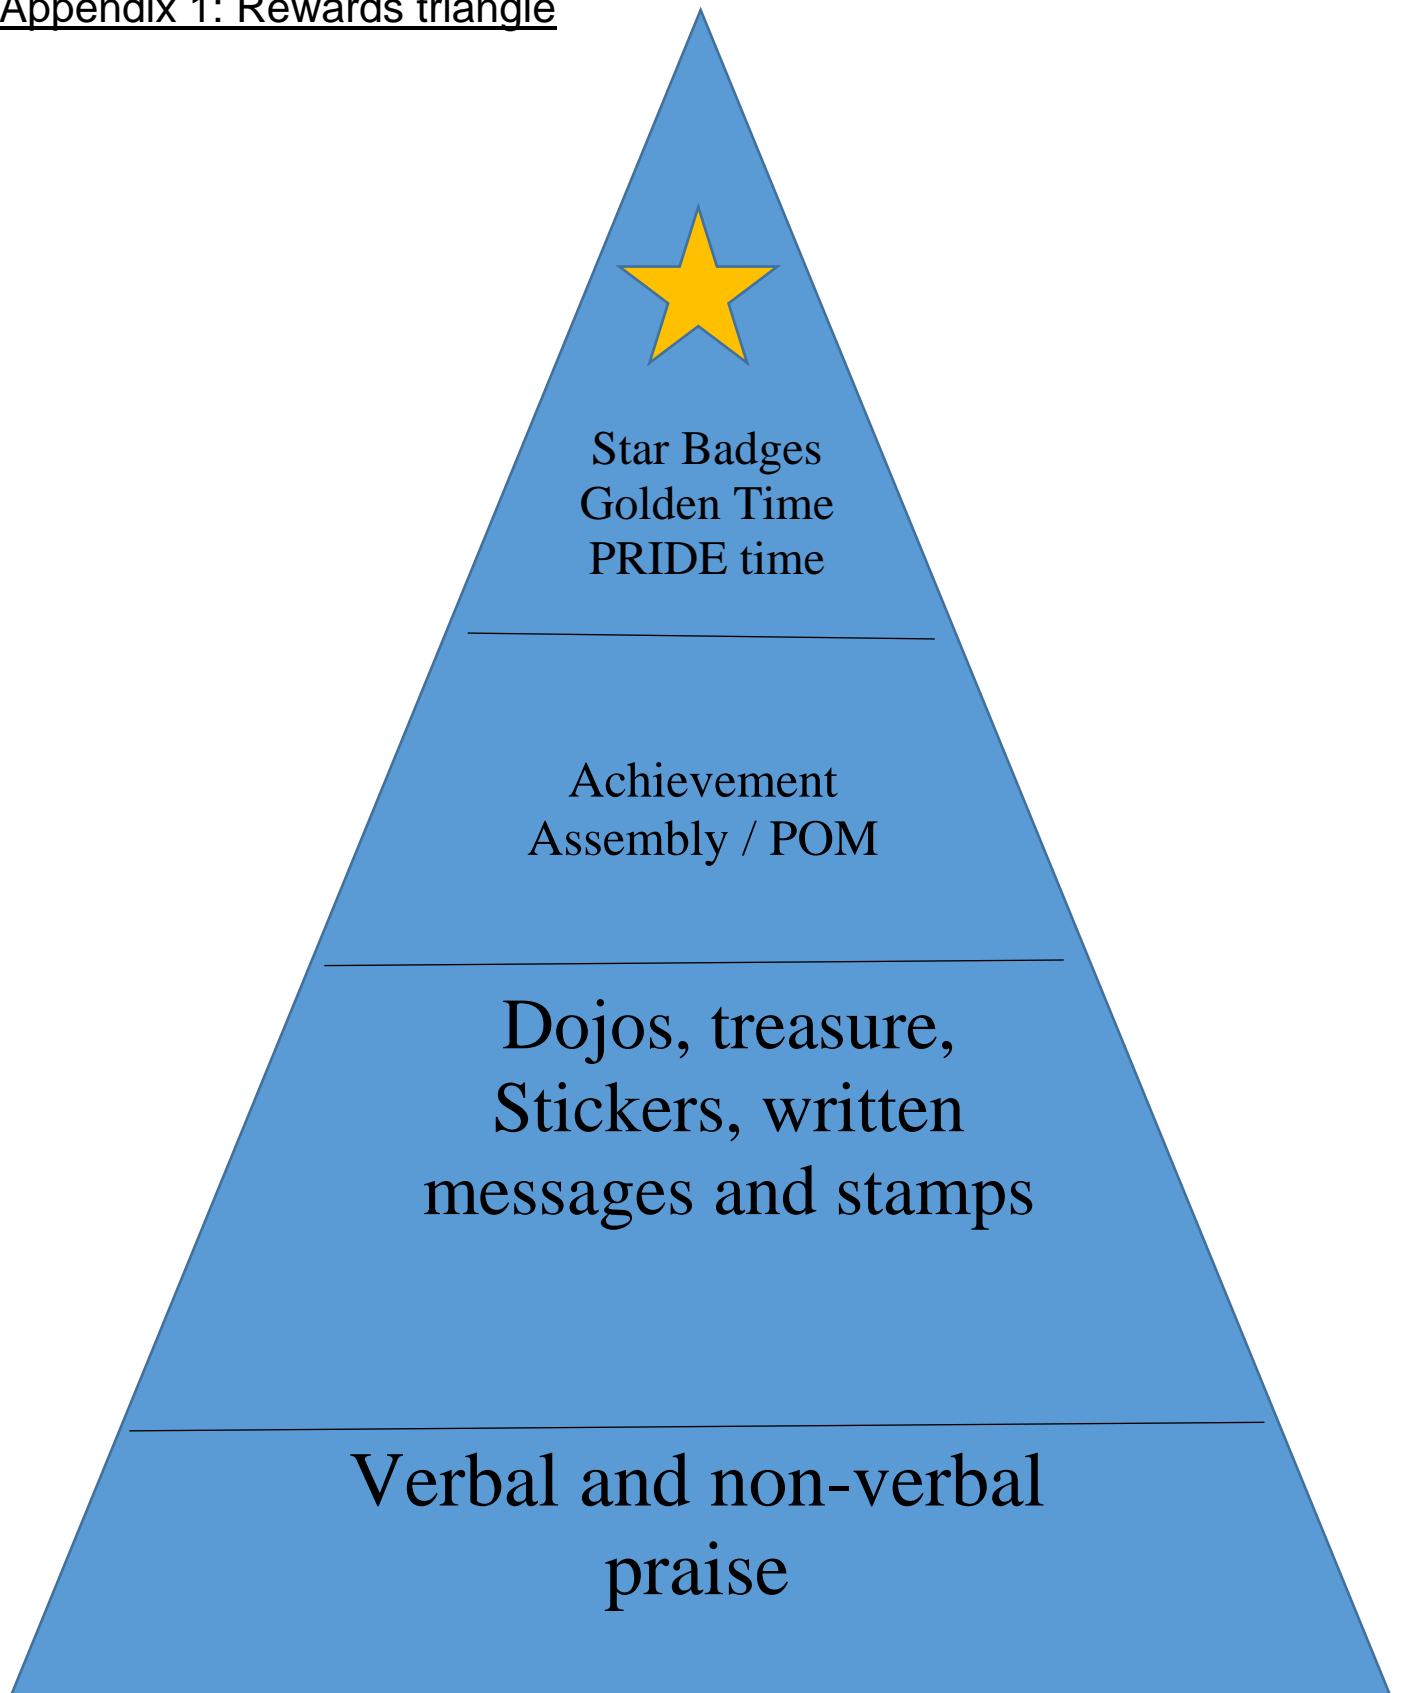 Appendix 1: Rewards triangle
Star Badges
Golden Time
PRIDE time
Achievement
Assembly / POM
Dojos, treasure,
Stickers, written
messages and stamps
Verbal and non-verbal
praise